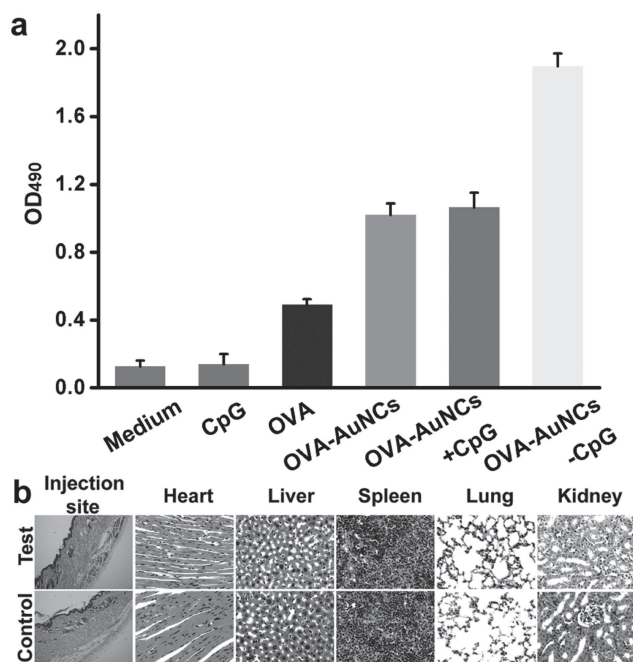 a
2.0
1.6
1.2
0.8
0.4
0.0
OD490
Medium
CpG
OVA
OVA-AuNCs
OVA-AuNCs
+CpG
OVA-AuNCs
-CpG
b
Injection
site
Heart
Liver
Spleen
Lung
Kidney
Test
Control